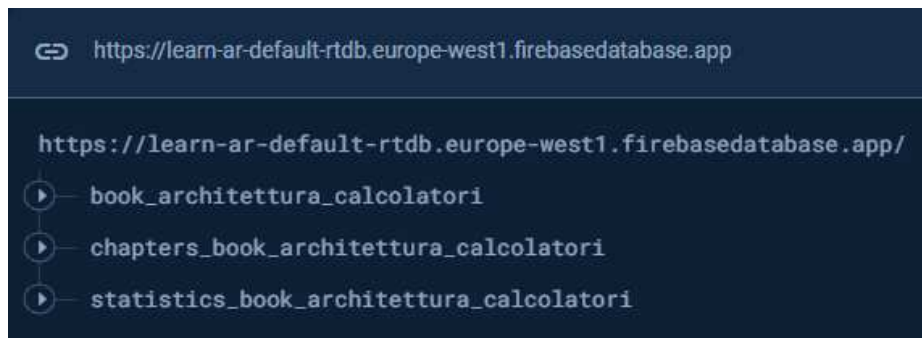 https://learn-ar-default-rtdb.europe-west1.firebasedatabase.app
https://learn-ar-default-rtdb.europe-west1.firebasedatabase.app/
book_architettura_calcolatori
chapters_book_architettura_calcolatori
statistics_book_architettura_calcolatori